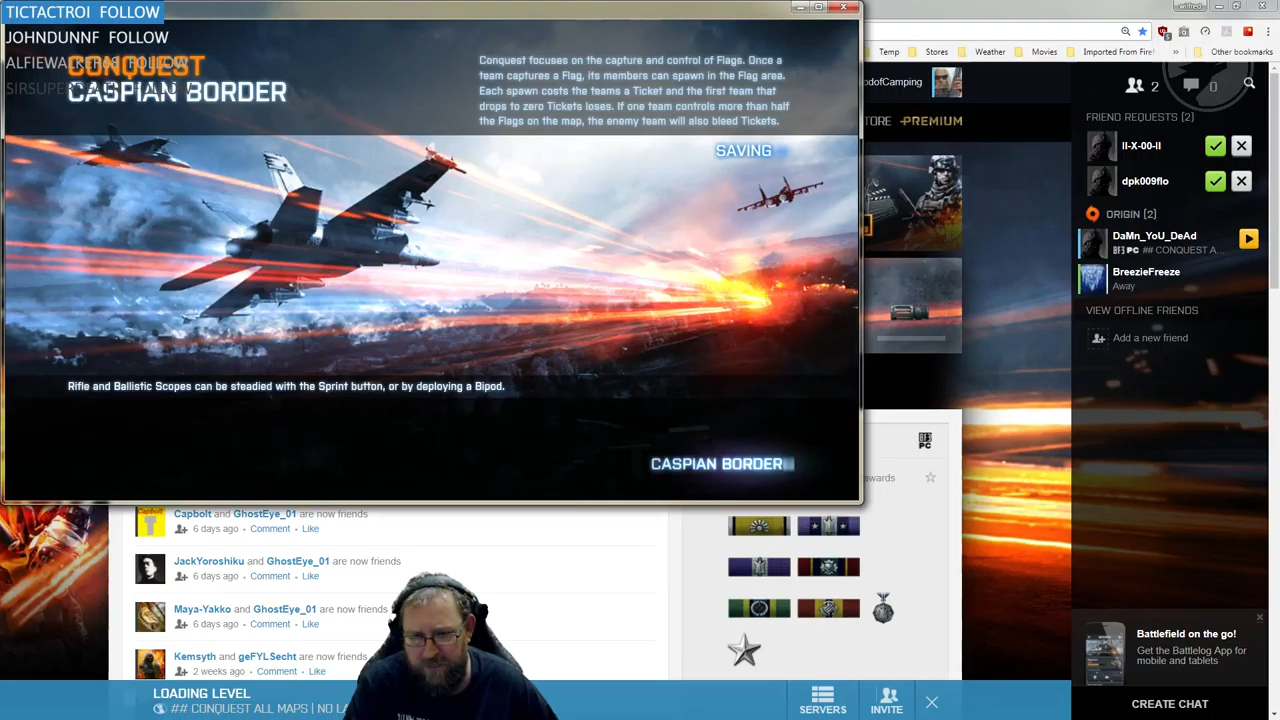 TICTACTROI FOLLOW
JOHNDUNNF FOLLOW
CONQUEST
CASPIAN BORDER
Conquest focuses on the capture and control of Flags. Once a
team captures a Flag, its members can spawn in the Flag area.
Each spawn costs the teams a Ticket and the first team that
drops to zero Tickets loses. If one team controls more than half
the Flags on the map, the enemy team will also bleed Tickets.
SAVING
Rifle and Ballistic Scopes can be steadied with the Sprint button, or by deploying a Bipod.
CASPIAN BORDER
wilfred
Temp
Stores
Weather
Movies
Imported From Fire
»
Other bookmarks
odofCamping
TORE PREMIUM
2
0
FRIEND REQUESTS (2)
II-X-00-II
dpk009flo
ORIGIN (2)
DaMn_YoU_DeAd
PC ## CONQUEST A...
BreezieFreeze
Away
VIEW OFFLINE FRIENDS
Add a new friend
PC
awards
Capbolt and GhostEye_01 are now friends
6 days ago • Comment • Like
JackYoroshiku and GhostEye_01 are now friends
6 days ago • Comment • Like
Maya-Yakko and GhostEye_01 are now friends
6 days ago • Comment • Like
Kemsyth and geFYLSecht are now friends
2 weeks ago • Comment • Like
Battlefield on the go!
Get the Battlelog App for
mobile and tablets
LOADING LEVEL
## CONQUEST ALL MAPS | NO LA
SERVERS
INVITE
CREATE CHAT